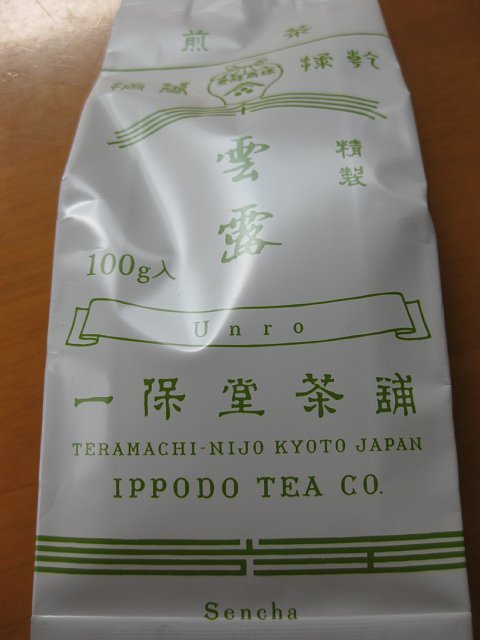 煎茶
精製
雲露
100g入
Unro
一保堂茶舖
TERAMACHI-NIJO KYOTO JAPAN
IPPODO TEA CO.
Sencha